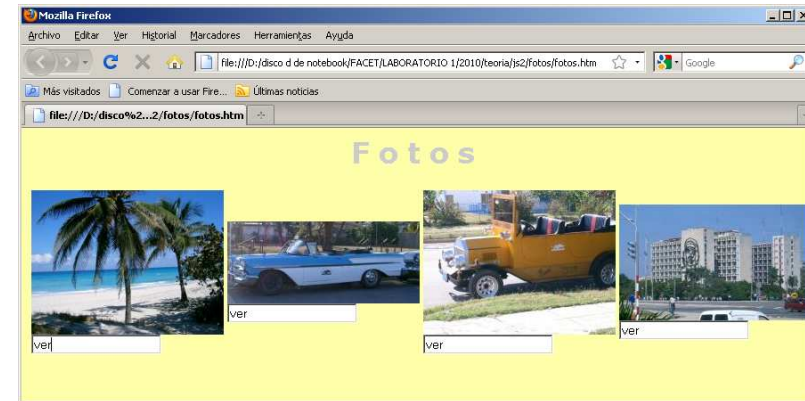 Mozilla Firefox
Archivo Editar Ver Historial Marcadores Herramientas Ayuda
file:///D:/disco d de notebook/FACET/LABORATORIO 1/2010/teoria/js2/fotos/fotos.htm Google
Más visitados Comenzar a usar Fire... Últimas noticias
file:///D:/disco%2...2/fotos/fotos.htm
Fotos
ver
ver
ver
ver